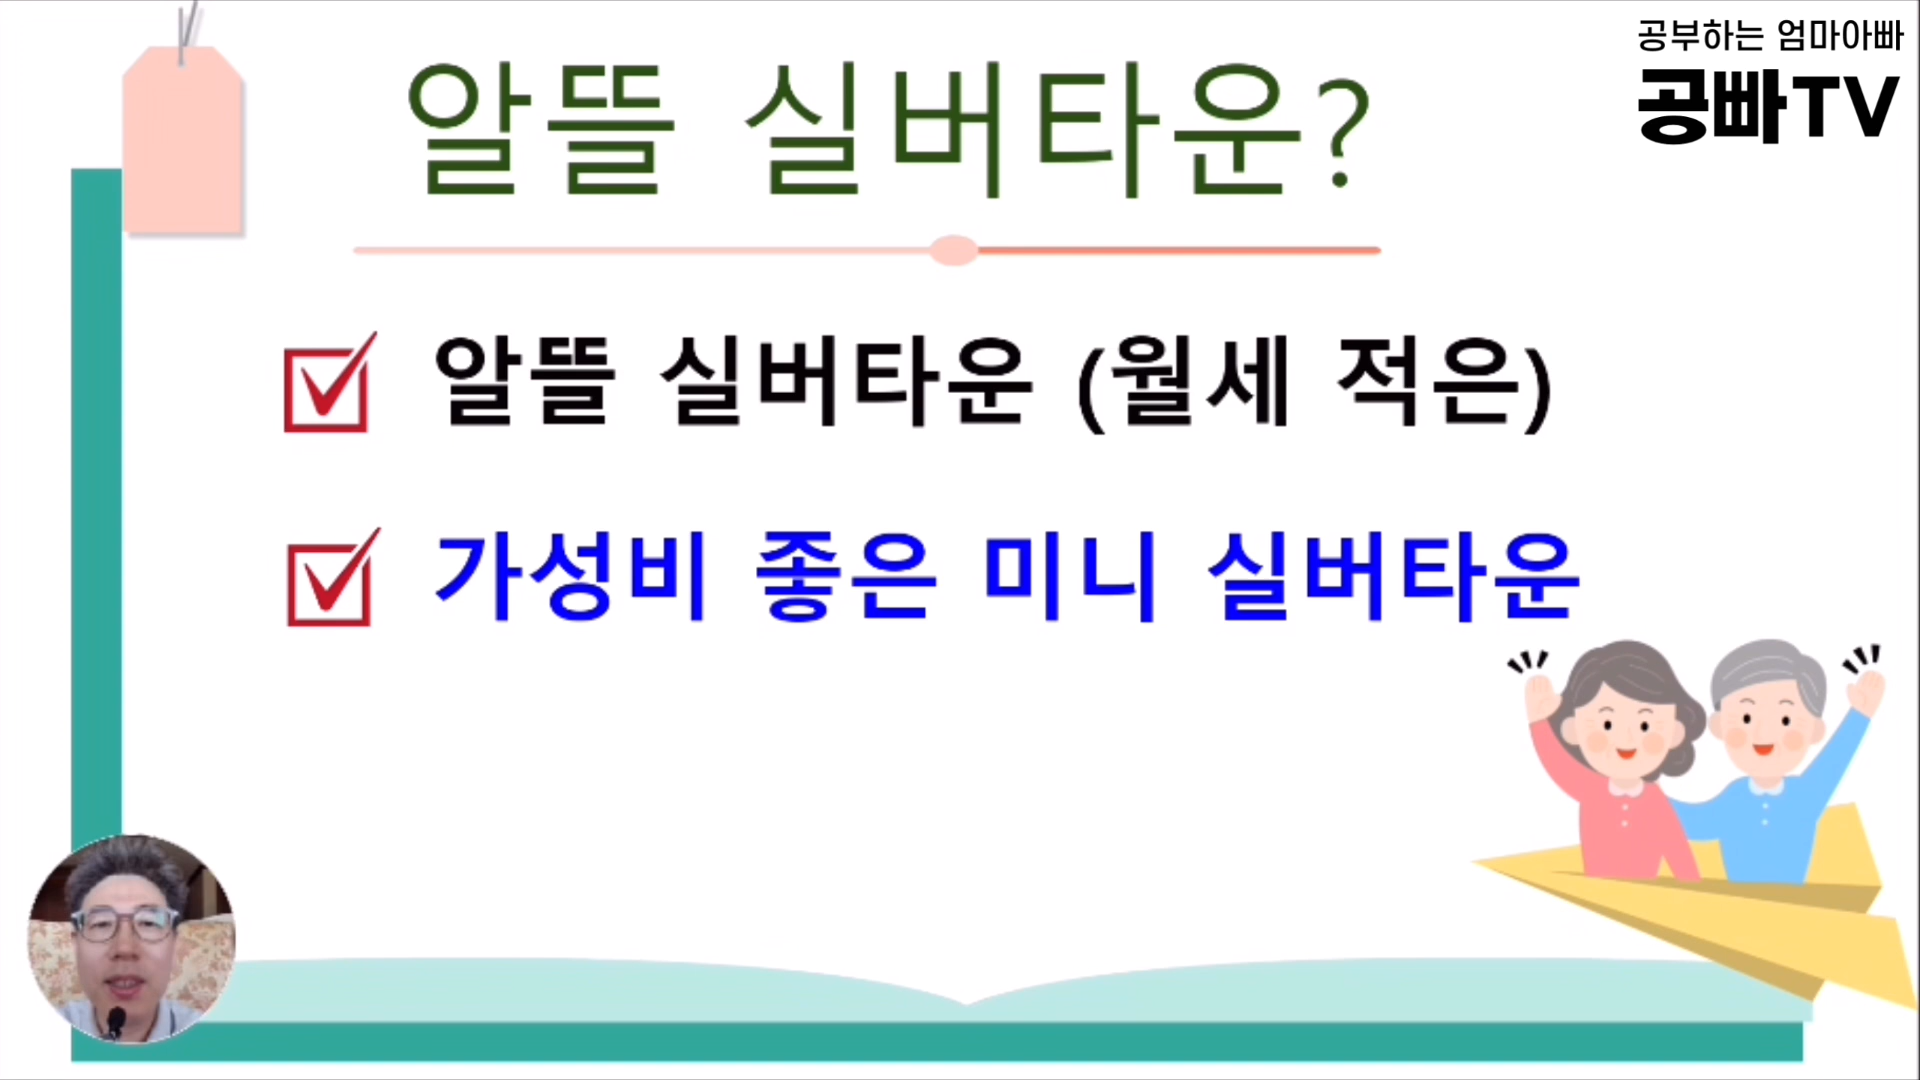 공부하는 엄마아빠
공빠TV
알뜰 실버타운?
알뜰 실버타운 (월세 적은)
가성비 좋은 미니 실버타운